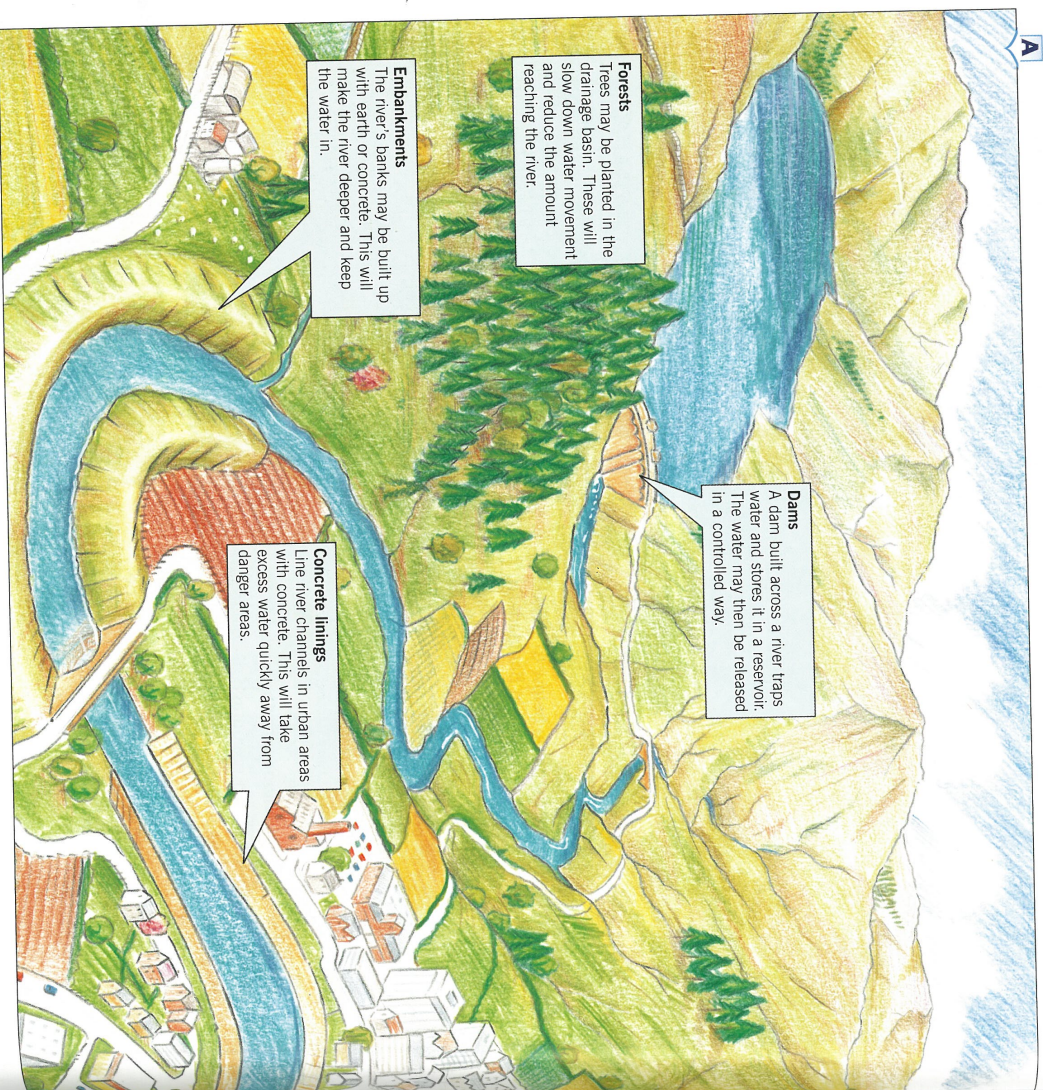 A
Forests
Trees may be planted in the
drainage basin. These will
slow down water movement
and reduce the amount
reaching the river.
Dams
A dam built across a river traps
water and stores it in a reservoir.
The water may then be released
in a controlled way.
Embankments
The river's banks may be built up
with earth or concrete. This will
make the river deeper and keep
the water in.
Concrete linings
Line river channels in urban areas
with concrete. This will take
excess water quickly away from
danger areas.